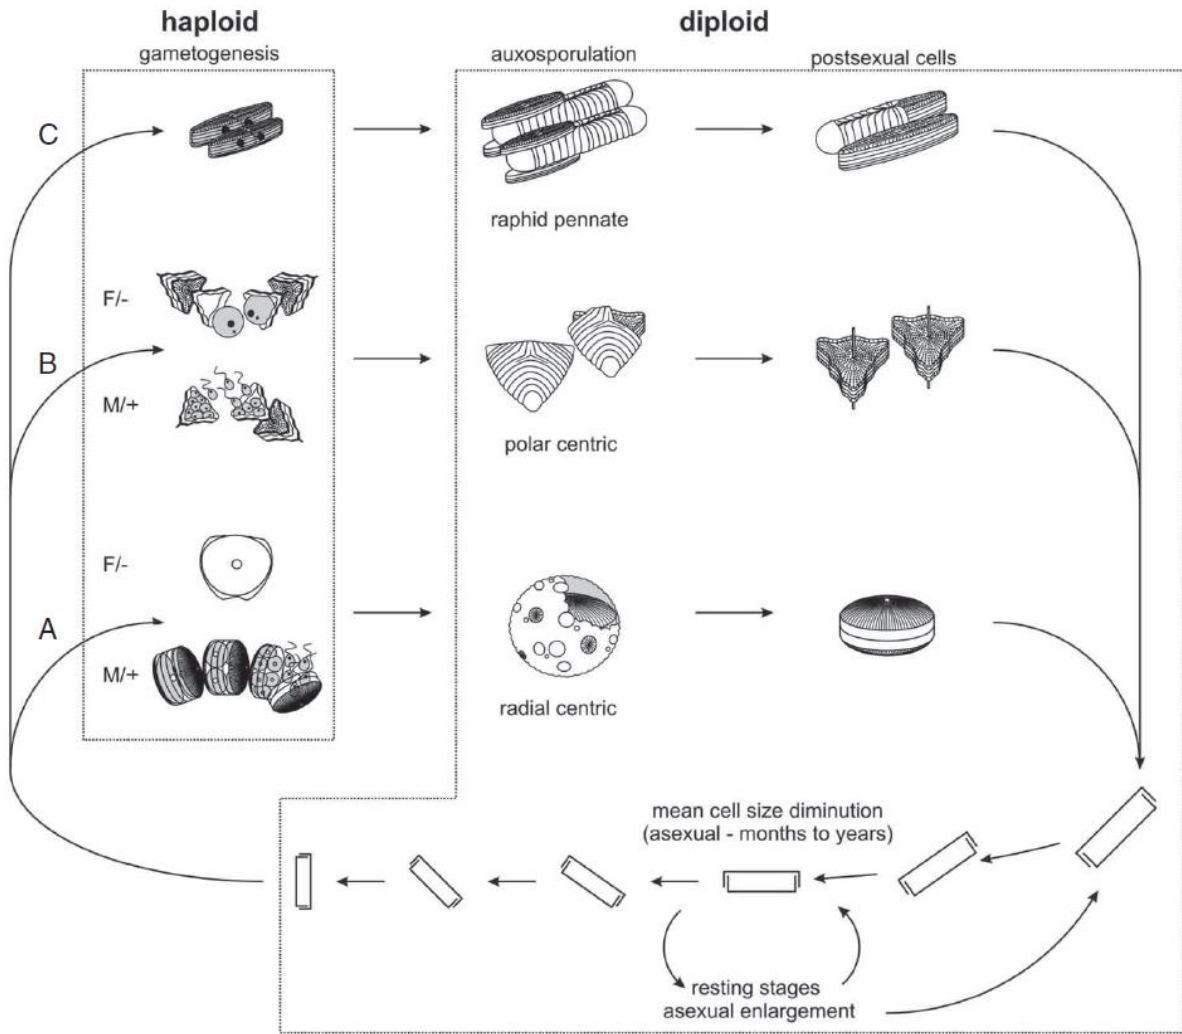 haploid
gametogenesis
diploid
auxosporulation
postsexual cells
C
raphid pennate
F/-
B
M/+
polar centric
F/-
A
M/+
radial centric
mean cell size diminution
(asexual - months to years)
resting stages
asexual enlargement